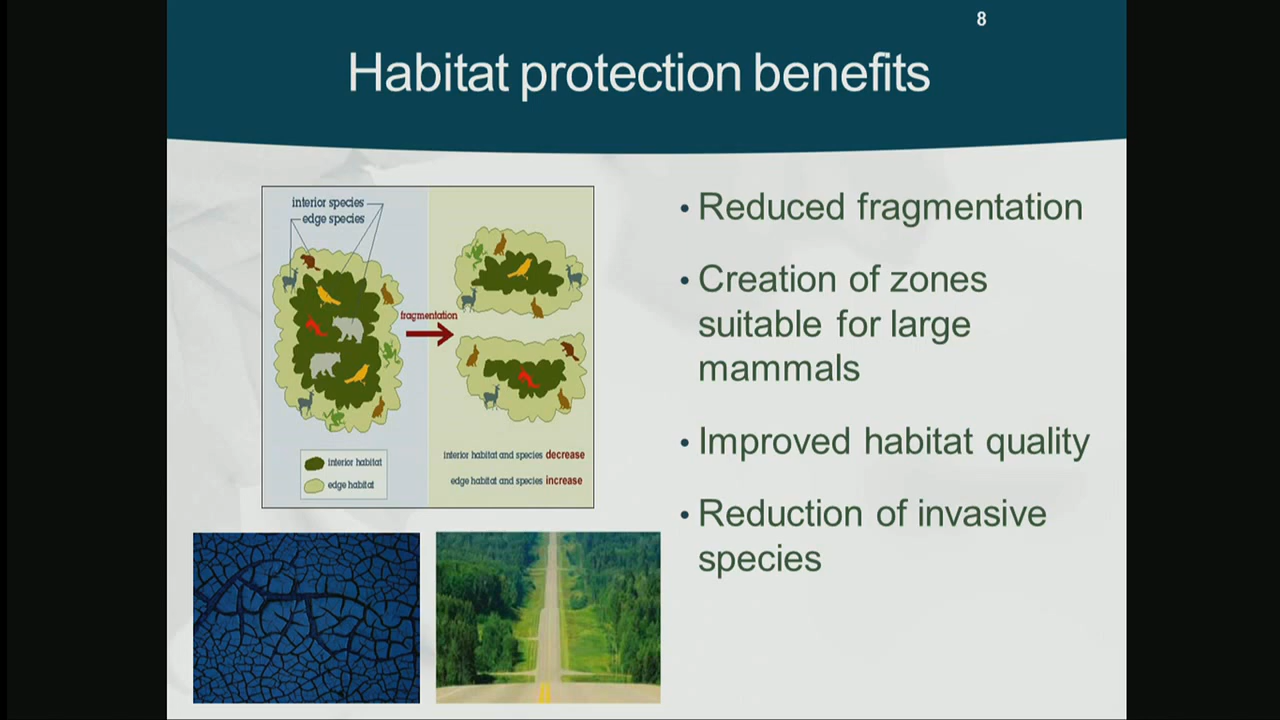 8
Habitat protection benefits
interior species
edge species
fragmentation
interior habitat
edge habitat
interior habitat and species decrease
edge habitat and species increase
• Reduced fragmentation
• Creation of zones
suitable for large
mammals
• Improved habitat quality
• Reduction of invasive
species